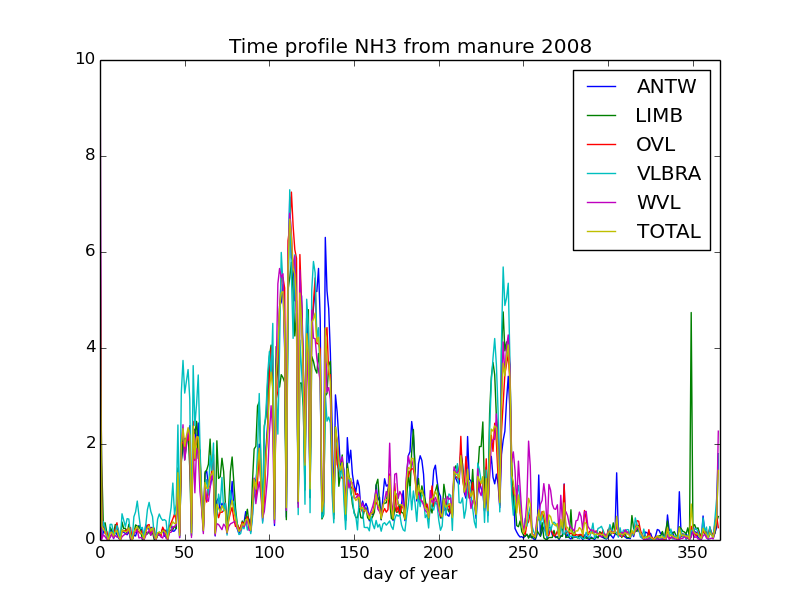 Time profile NH3 from manure 2008
10
8
6
4
2
0
ANTW
LIMB
OVL
VLBRA
WVL
TOTAL
0 50 100 150 200 250 300 350
day of year